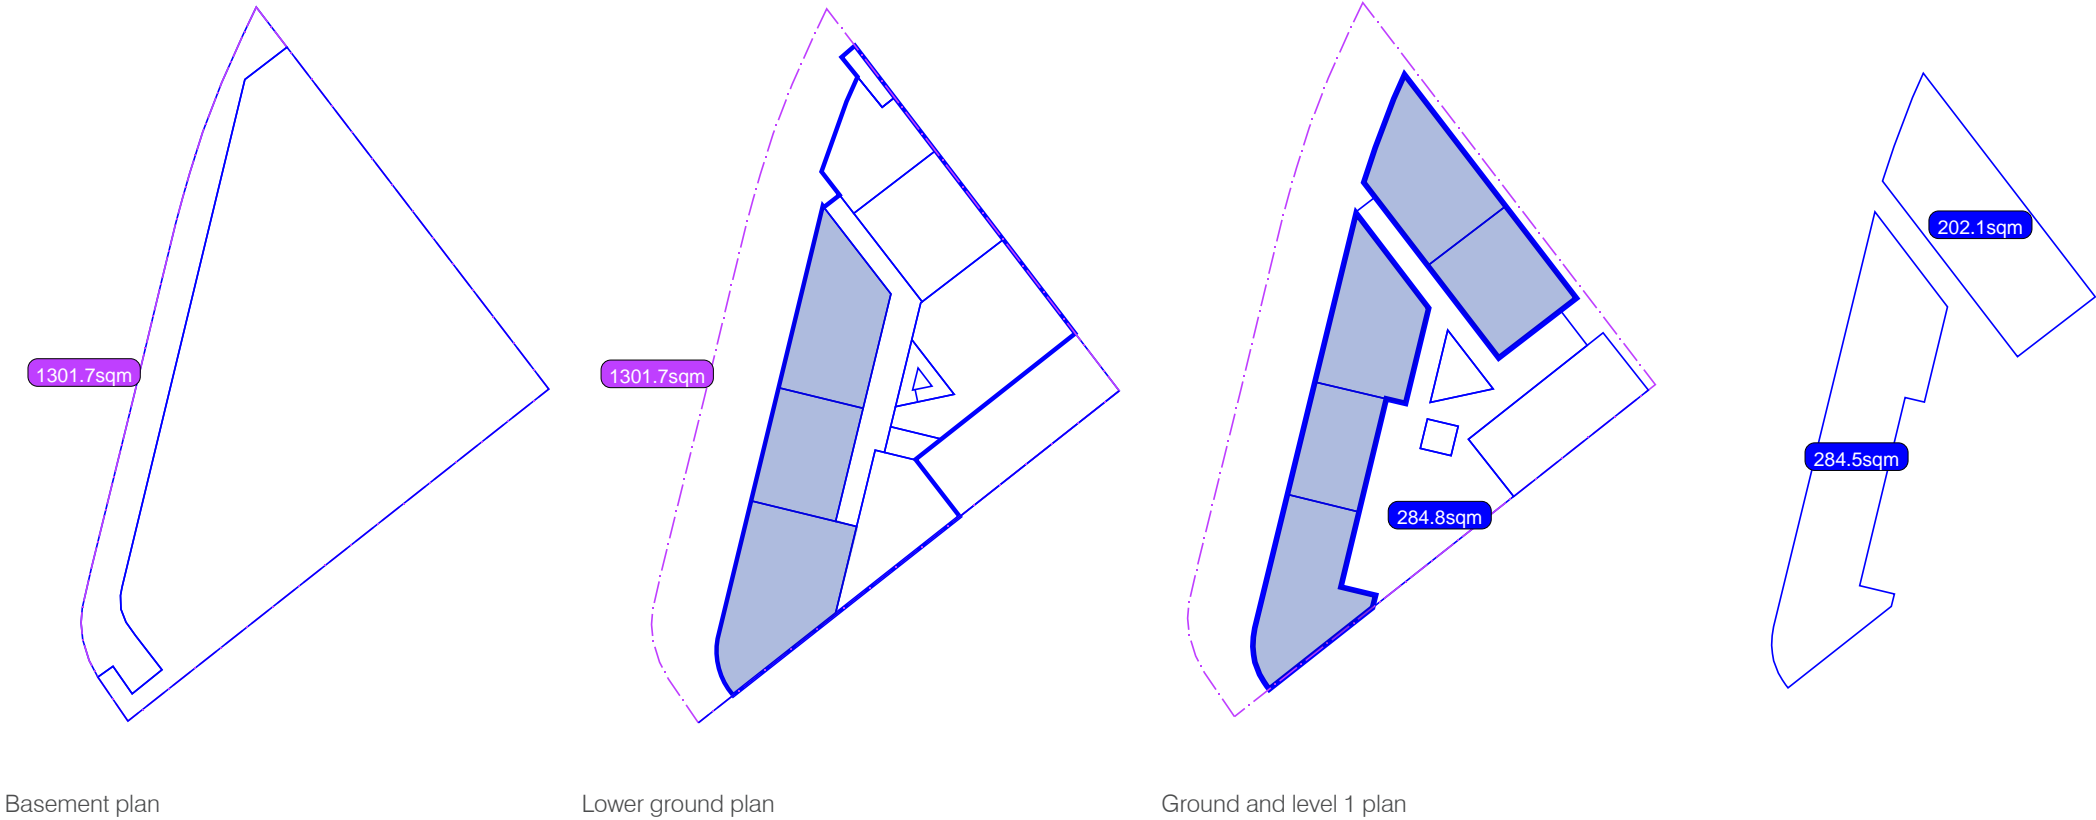 202.1sqm
1301.7sqm
1301.7sqm
284.5sqm
284.8sqm
Basement plan
Lower ground plan
Ground and level 1 plan